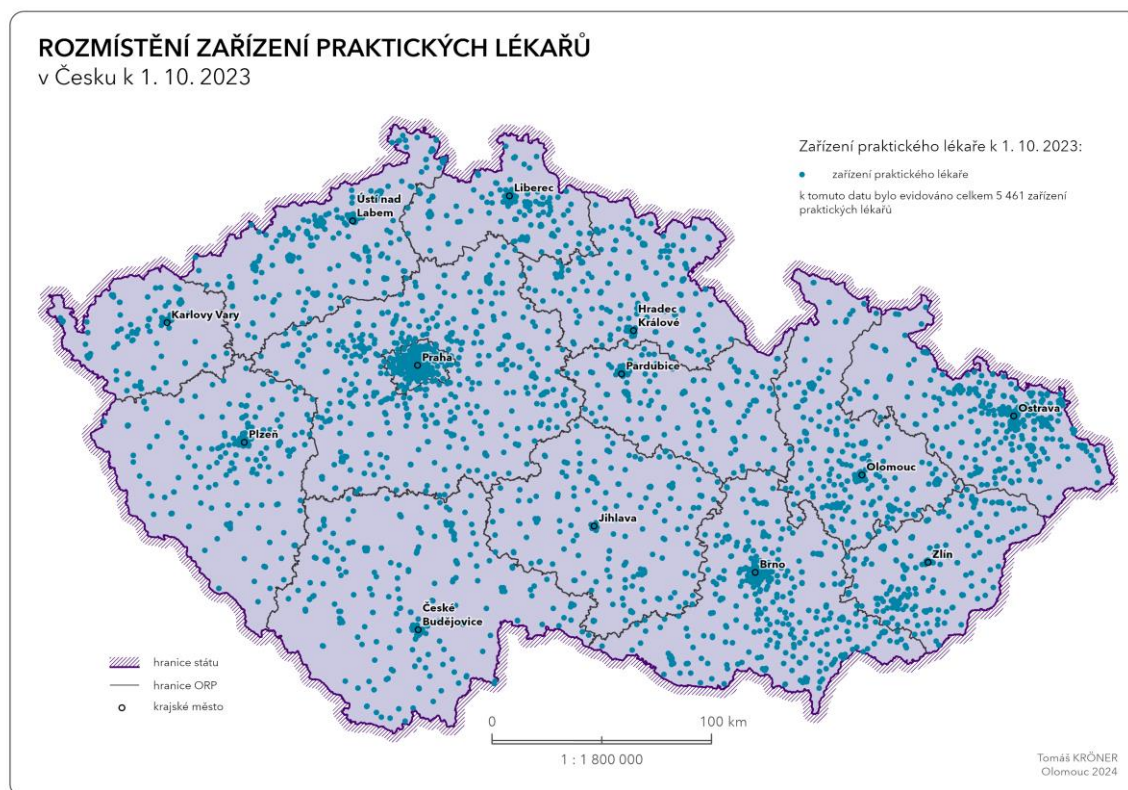 ROZMÍSTĚNÍ ZAŘÍZENÍ PRAKTICKÝCH LÉKAŘŮ
v Česku k 1. 10. 2023
Zařízení praktického lékaře k 1. 10. 2023:
zařízení praktického lékaře
k tomuto datu bylo evidováno celkem 5 461 zařízení
praktických lékařů
Liberec
Ústí nad
Labem
Karlovy Vary
Hradec
Králové
Praha
Pardubice
Ostrava
Plzeň
Olomouc
Jihlava
Zlín
Brno
České
Budějovice
hranice státu
hranice ORP
krajské město
0 100 km
1 : 1 800 000
Tomáš KRÖNER
Olomouc 2024